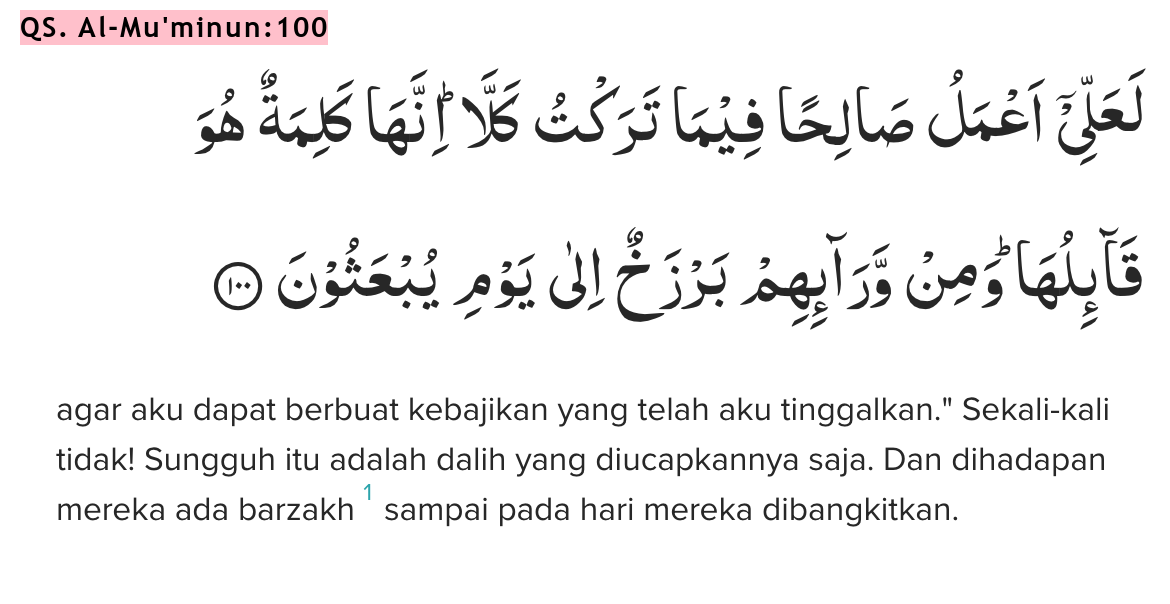 QS. Al-Mu'minun:100
لَعَلِّيْٓ اَعْمَلُ صَالِحًا فِيْمَا تَرَكْتُ كَلَّاۗ اِنَّهَا كَلِمَةٌ هُوَ
قَاۤىِٕلُهَاۗ وَمِنْ وَّرَاۤىِٕهِمْ بَرْزَخٌ اِلٰى يَوْمِ يُبْعَثُوْنَ ١٠٠
agar aku dapat berbuat kebajikan yang telah aku tinggalkan." Sekali-kali
tidak! Sungguh itu adalah dalih yang diucapkannya saja. Dan dihadapan
mereka ada barzakh 1 sampai pada hari mereka dibangkitkan.